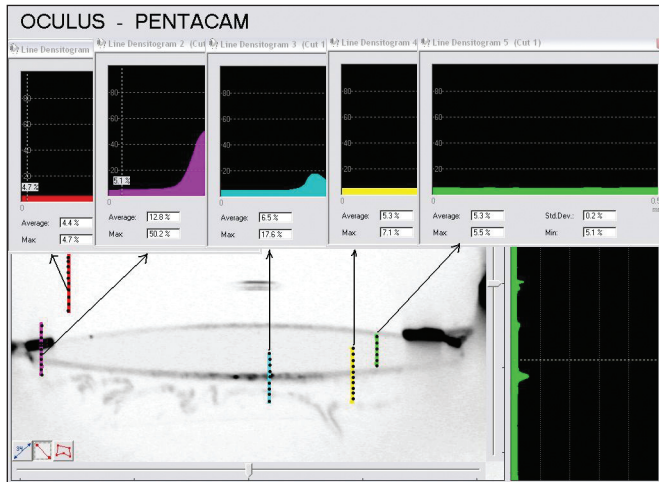 OCULUS - PENTACAM
Line Densitogram
Line Densitogram 2 (Cut
Line Densitogram 3 (Cut 1
Line Densitogram 4
Line Densitogram 5 (Cut 1)
80
80
80
80
60
60
60
60
40
40
40
40
20
20
20
20
20
4.7 %
5.1 %
0
0
0
0
0
0.5
Average: 4.4 %
Max: 4.7 %
Average: 12.8 %
Max: 50.2 %
Average: 6.5 %
Max: 17.6 %
Average: 5.3 %
Max: 7.1 %
Average: 5.3 %
Max: 5.5 %
Std.Dev.: 0.2 %
Min: 5.1 %